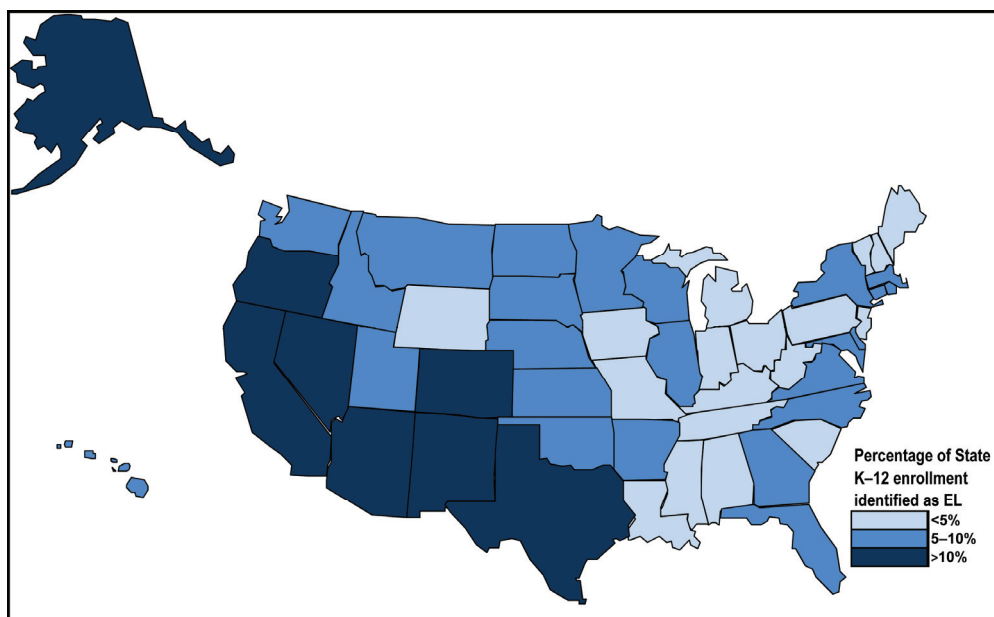 Percentage of State
K–12 enrollment
identified as EL
<5%
5–10%
>10%